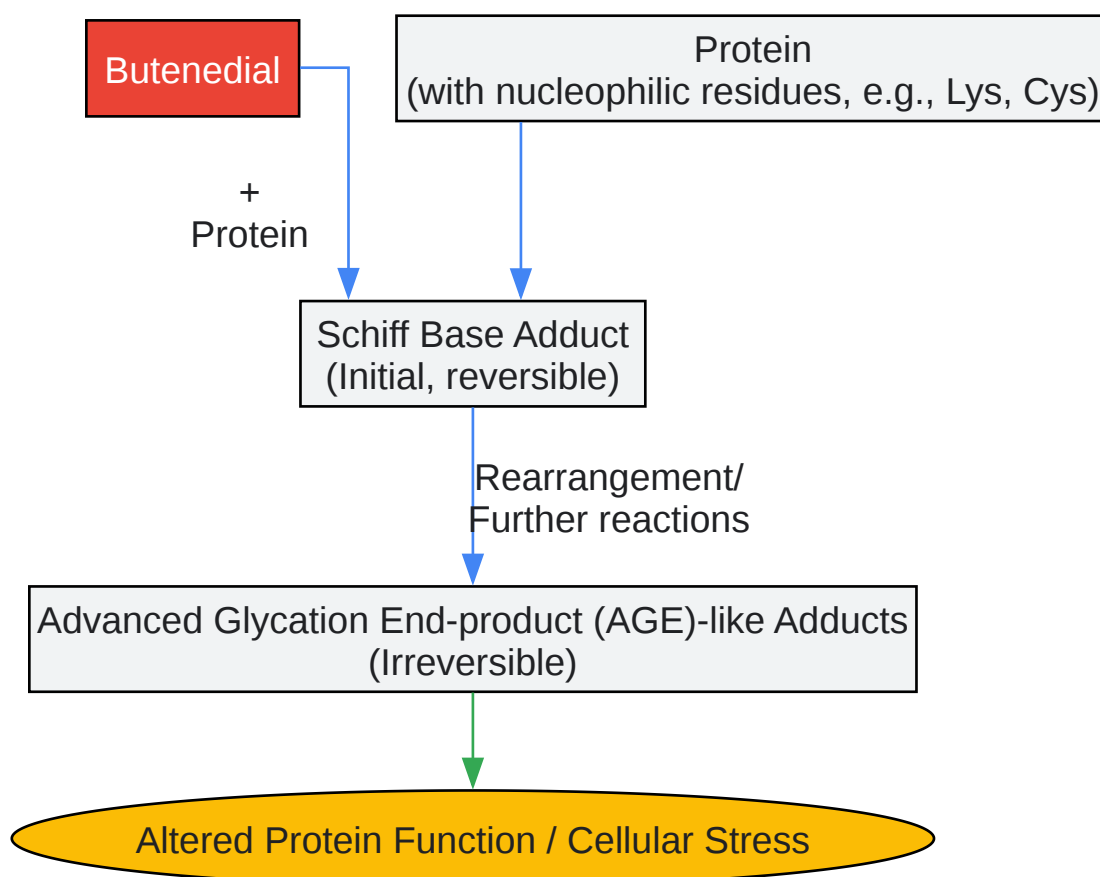 Butenedial
Protein
(with nucleophilic residues, e.g., Lys, Cys)
+
Protein
Schiff Base Adduct
(Initial, reversible)
Rearrangement/
Further reactions
Advanced Glycation End-product (AGE)-like Adducts
(Irreversible)
Altered Protein Function / Cellular Stress